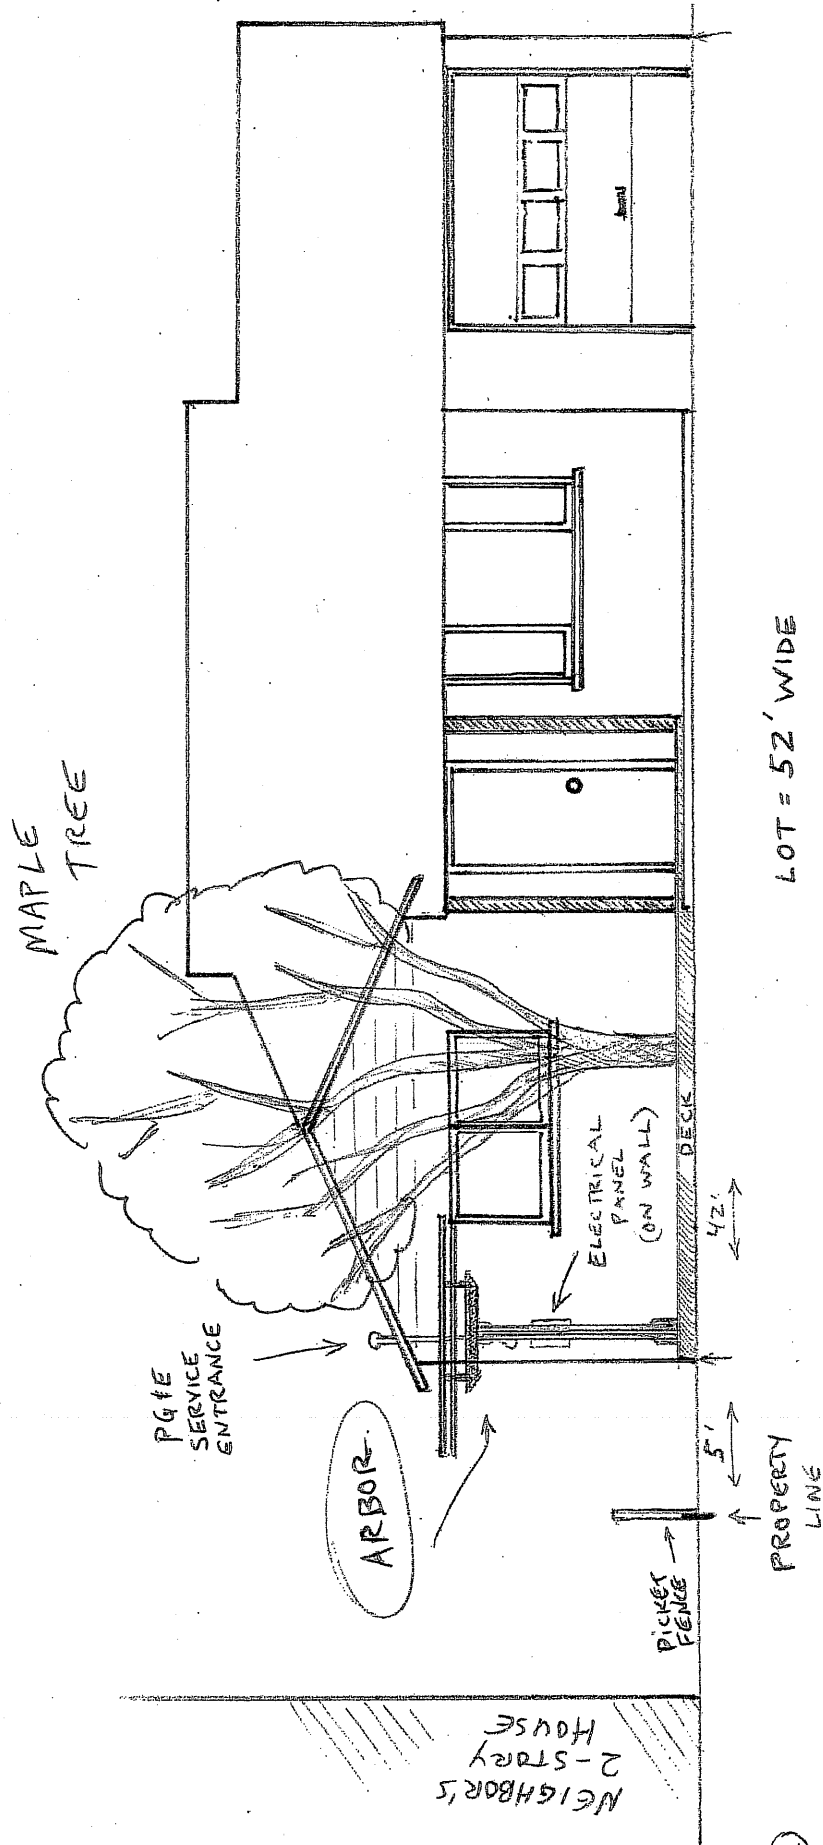 MAPLE
TREE
PG&E
SERVICE
ENTRANCE
ARBOR.
ELECTRICAL
PANEL
(ON WALL)
DECK
42'
5'
LOT = 52' WIDE
PROPERTY
LINE
PICKET
FENCE
NEIGHBOR'S
2-STORY
HOUSE